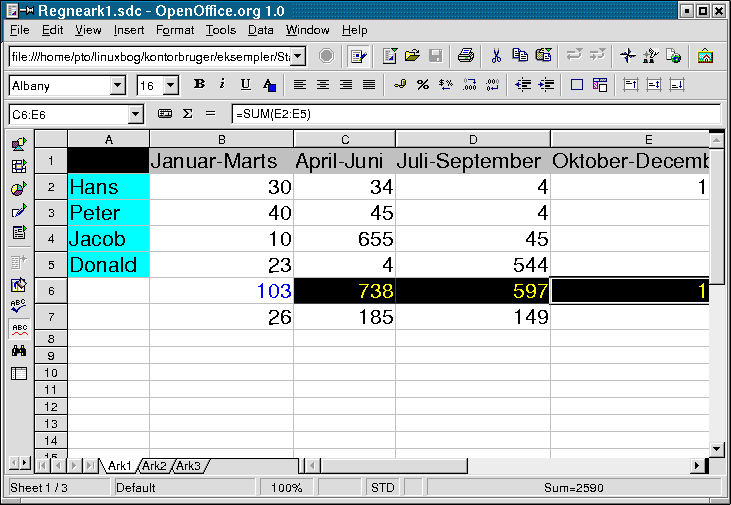 Regneark1.sdc - OpenOffice.org 1.0
File Edit View Insert Format Tools Data Window Help
file:///home/pto/linuxbog/kontorbruger/eksempler/Sta
Albany 16 B i U A
C6:E6 Σ = =SUM(E2:E5)
A B C D E
1 Januar-Marts April-Juni Juli-September Oktober-Decemb
2 Hans 30 34 4 1
3 Peter 40 45 4
4 Jacob 10 655 45
5 Donald 23 4 544
6 103 738 597 1
7 26 185 149
8
9
10
11
12
13
14
15
Ark1 Ark2 Ark3
Sheet 1 / 3 Default 100% STD Sum=2590